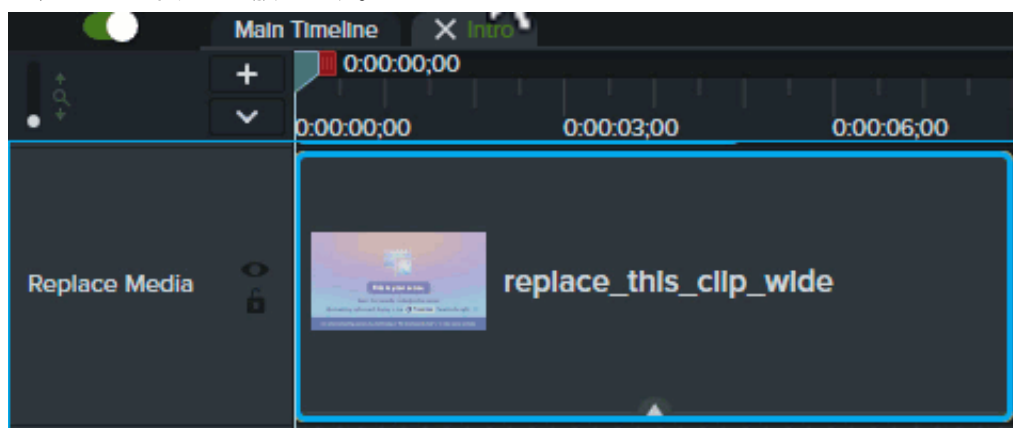 Main Timeline
Intro
0:00:00;00
0:00:00;00
0:00:03;00
0:00:06;00
Replace Media
replace_this_clip_wide